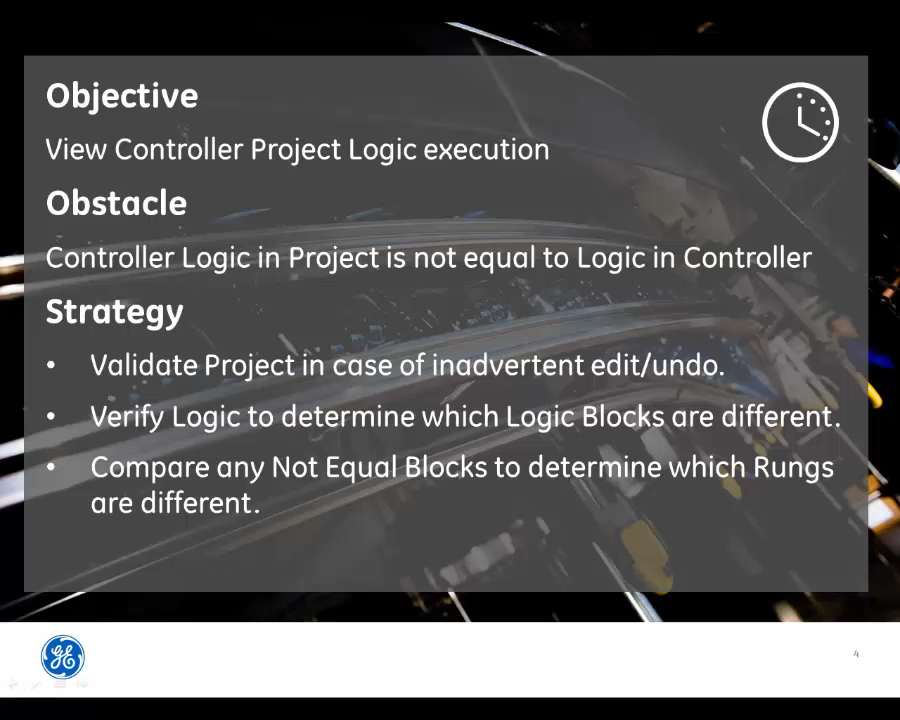 Objective
View Controller Project Logic execution
Obstacle
Controller Logic in Project is not equal to Logic in Controller
Strategy
• Validate Project in case of inadvertent edit/undo.
• Verify Logic to determine which Logic Blocks are different.
• Compare any Not Equal Blocks to determine which Rungs
are different.
GE
4